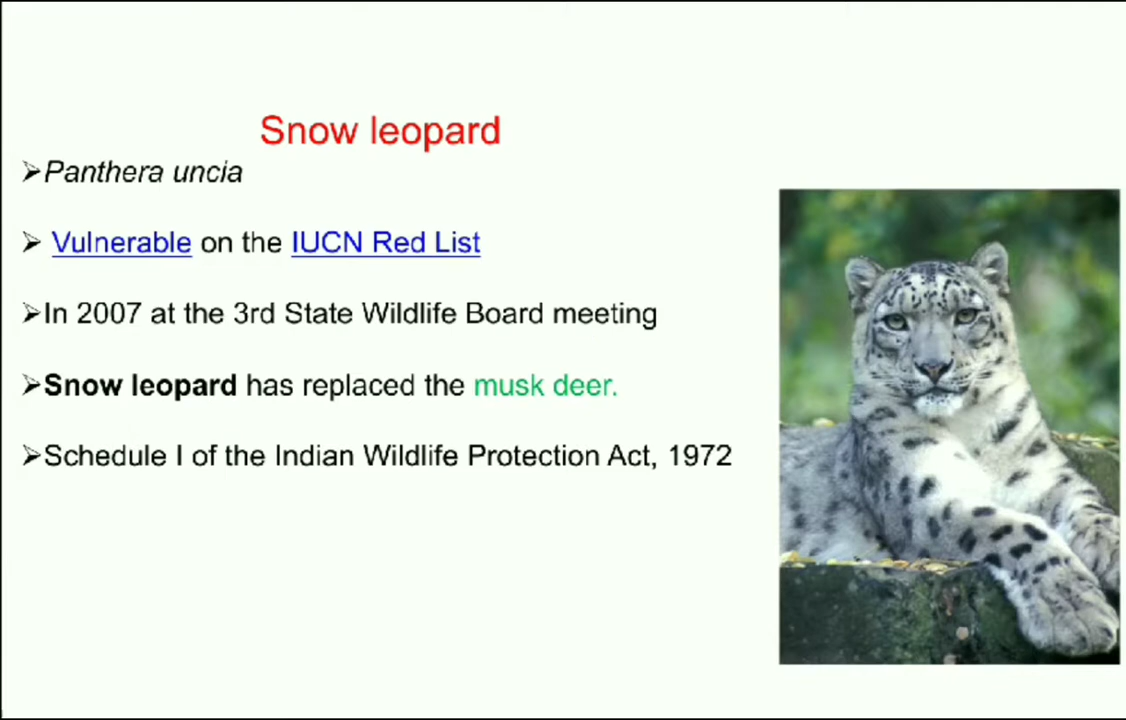 Snow leopard
➢Panthera uncia
➢ Vulnerable on the IUCN Red List
➢In 2007 at the 3rd State Wildlife Board meeting
➢Snow leopard has replaced the musk deer.
➢Schedule I of the Indian Wildlife Protection Act, 1972